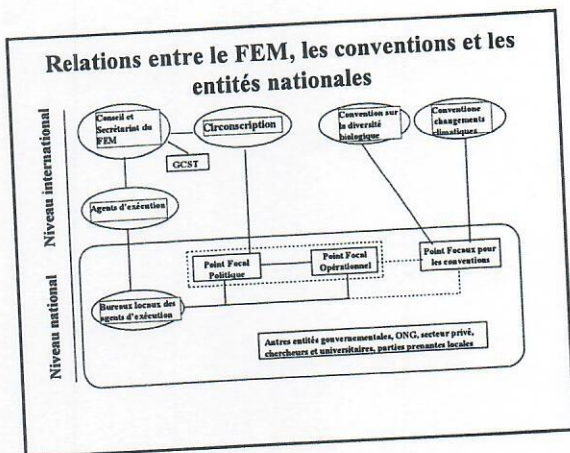 Relations entre le FEM, les conventions et les
entités nationales
Niveau international
Conseil et
Secrétariat du
FEM
Circonscription
GCST
Convention sur
la diversité
biologique
Conventione
changements
climatiques
Agents d'exécution
Niveau national
Point Focal
Politique
Point Focal
Opérationnel
Point Focaux pour
les conventions
Bureaux locaux des
agents d'exécution
Autres entités gouvernementales, ONG, secteur privé,
chercheurs et universitaires, parties prenantes locales